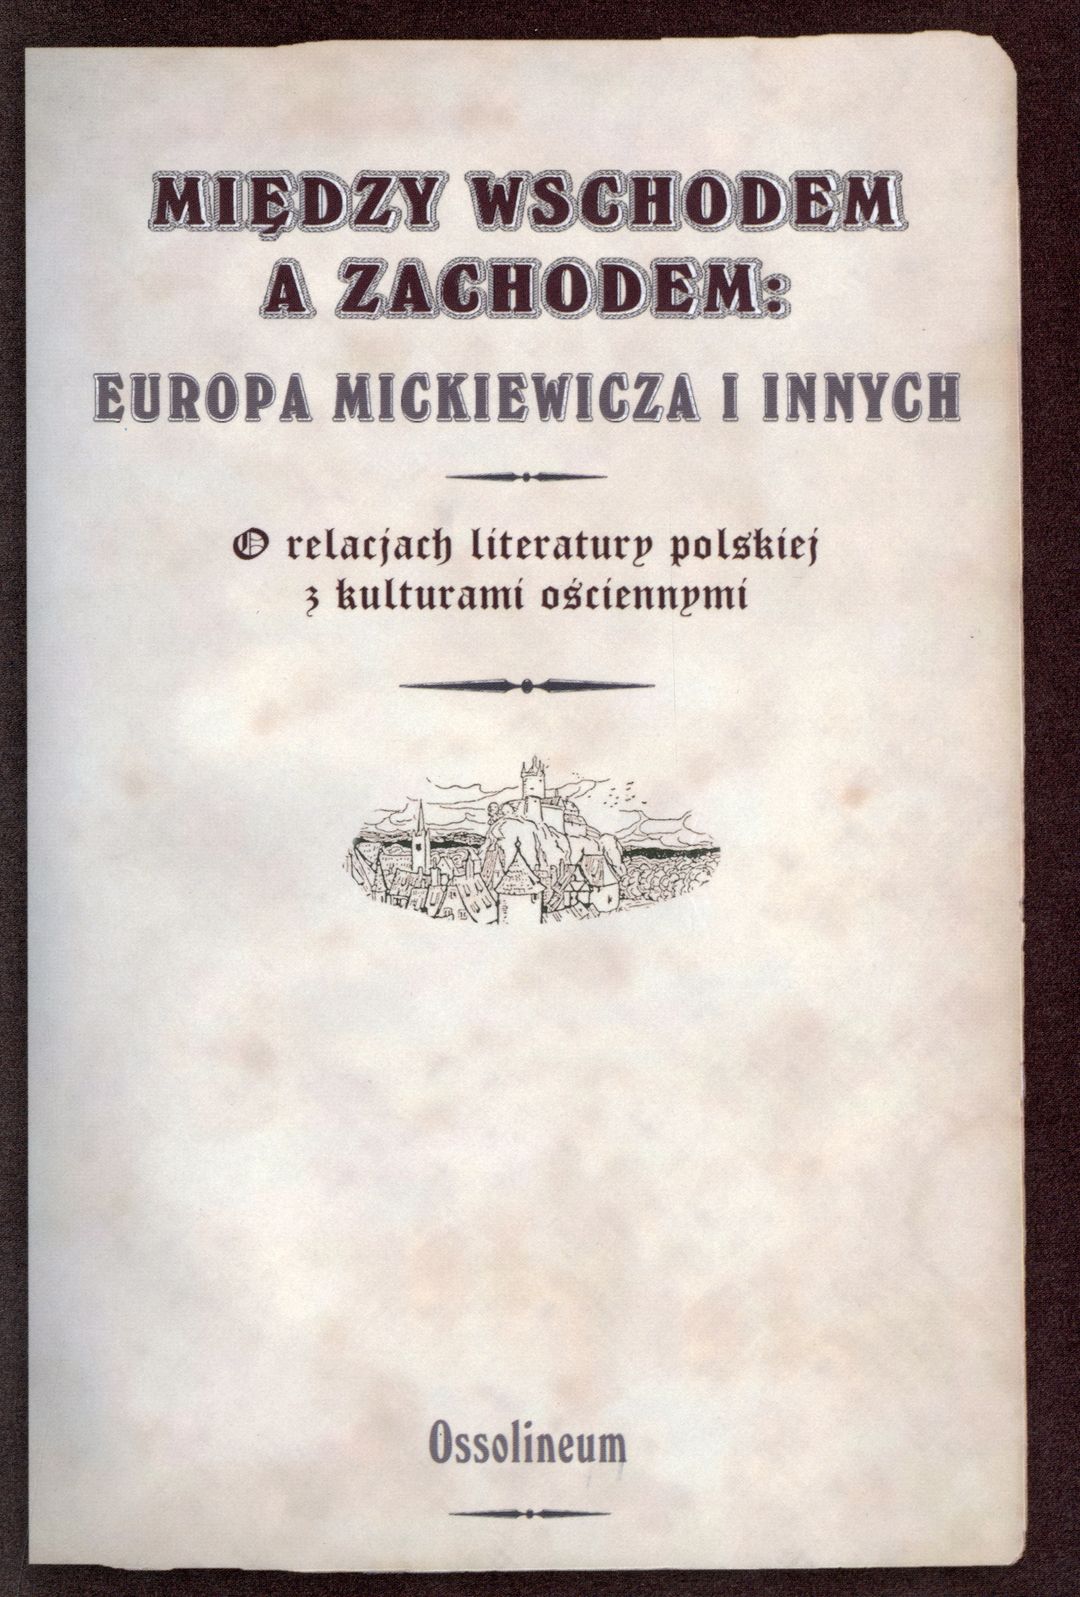 MIĘDZY WSCHODEM
A ZACHODEM:
EUROPA MICKIEWICZA I INNYCH
O relacjach literatury polskiej
z kulturami ościennymi
Ossolineum